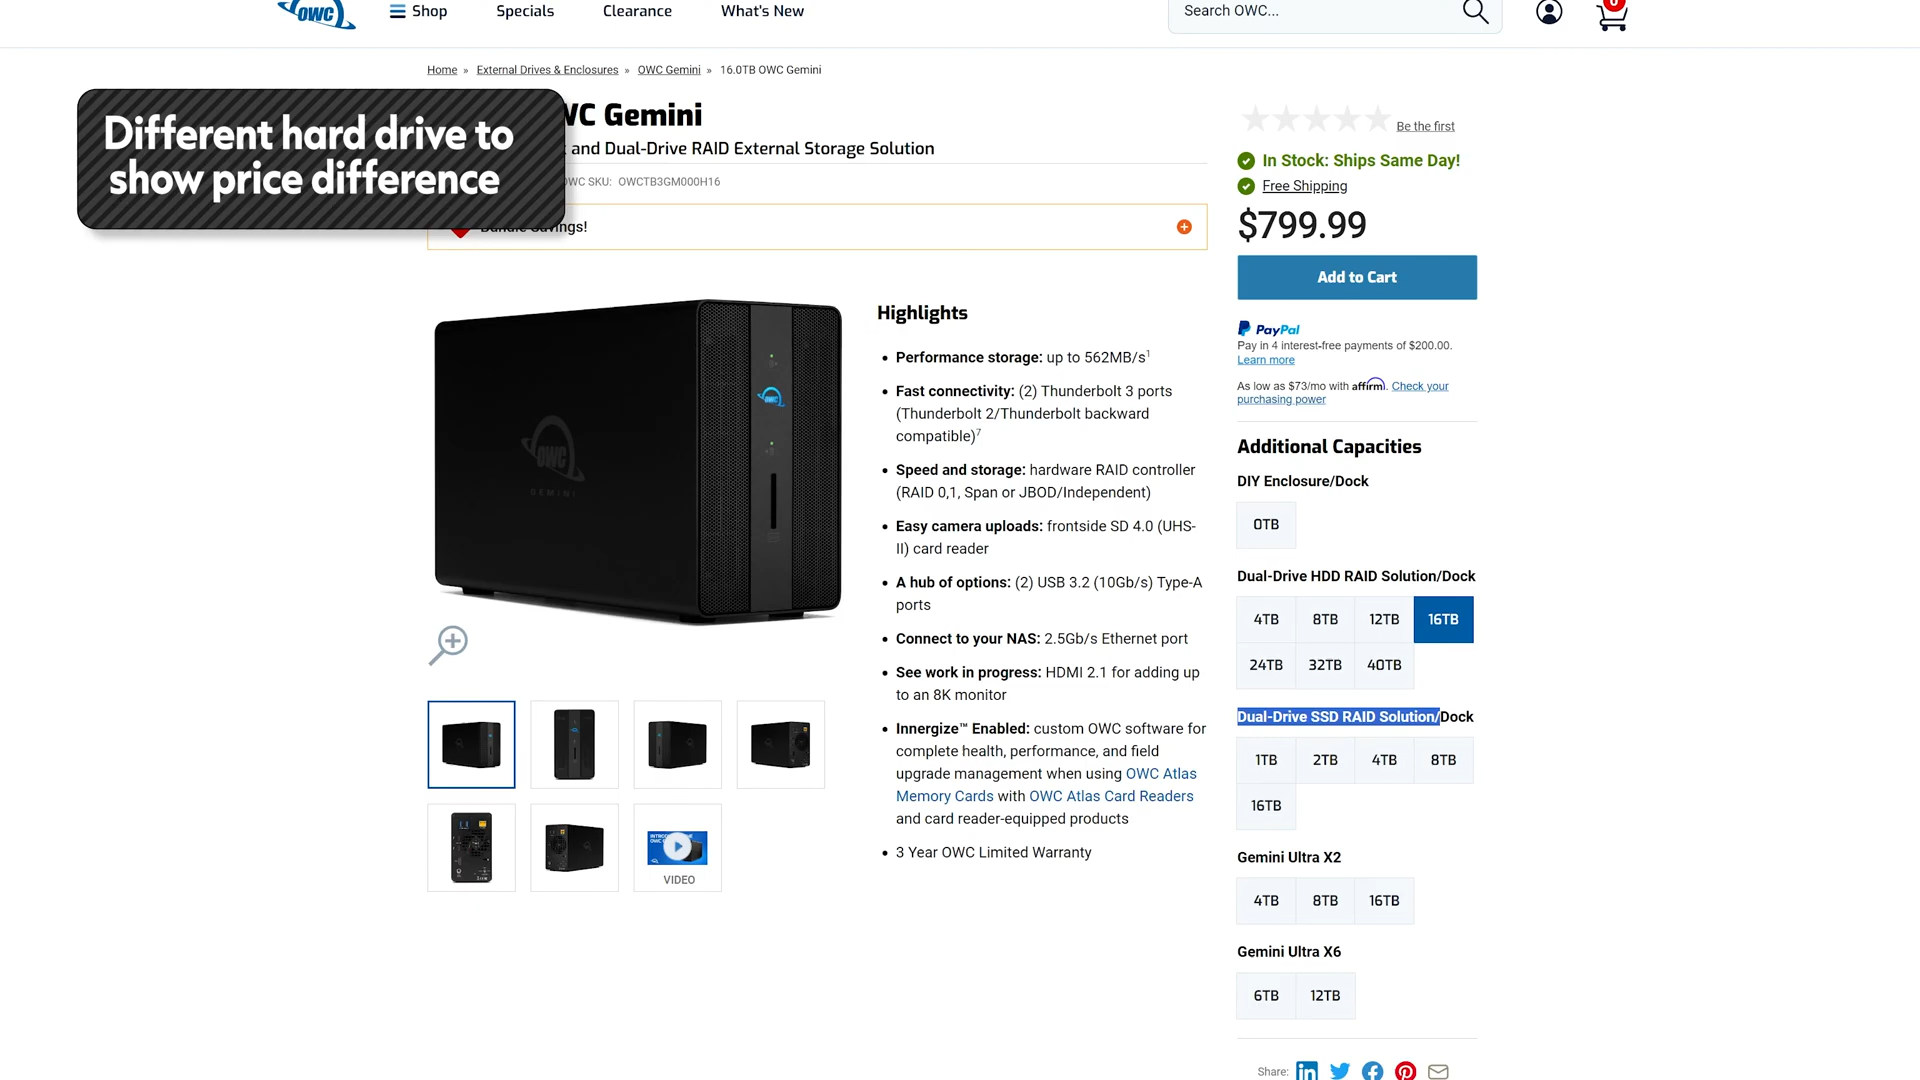 OWC
Shop
Specials
Clearance
What's New
Search OWC...
0
Home » External Drives & Enclosures » OWC Gemini » 16.0TB OWC Gemini
Different hard drive to
show price difference
WC Gemini
and Dual-Drive RAID External Storage Solution
OWC SKU: OWCTB3GM000H16
Bundle Savings!
OWC
OWC
GEMINI
VIDEO
Highlights
• Performance storage: up to 562MB/s1
• Fast connectivity: (2) Thunderbolt 3 ports
(Thunderbolt 2/Thunderbolt backward
compatible)7
• Speed and storage: hardware RAID controller
(RAID 0,1, Span or JBOD/Independent)
• Easy camera uploads: frontside SD 4.0 (UHS-
II) card reader
• A hub of options: (2) USB 3.2 (10Gb/s) Type-A
ports
• Connect to your NAS: 2.5Gb/s Ethernet port
• See work in progress: HDMI 2.1 for adding up
to an 8K monitor
• Innergize™ Enabled: custom OWC software for
complete health, performance, and field
upgrade management when using OWC Atlas
Memory Cards with OWC Atlas Card Readers
and card reader-equipped products
• 3 Year OWC Limited Warranty
Be the first
In Stock: Ships Same Day!
Free Shipping
$799.99
Add to Cart
PayPal
Pay in 4 interest-free payments of $200.00.
Learn more
As low as $73/mo with affirm. Check your
purchasing power
Additional Capacities
DIY Enclosure/Dock
0TB
Dual-Drive HDD RAID Solution/Dock
4TB 8TB 12TB 16TB
24TB 32TB 40TB
Dual-Drive SSD RAID Solution/Dock
1TB 2TB 4TB 8TB
16TB
Gemini Ultra X2
4TB 8TB 16TB
Gemini Ultra X6
6TB 12TB
Share: